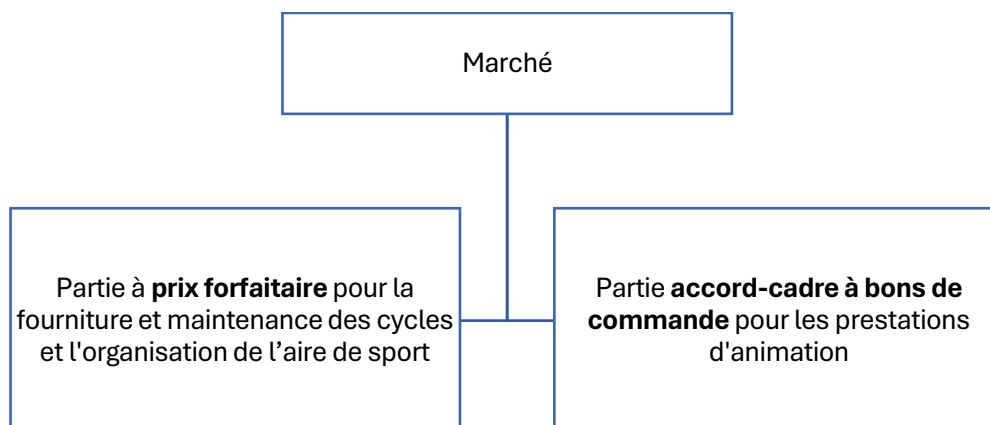 Marché
Partie à prix forfaitaire pour la
fourniture et maintenance des cycles
et l'organisation de l’aire de sport
Partie accord-cadre à bons de
commande pour les prestations
d'animation